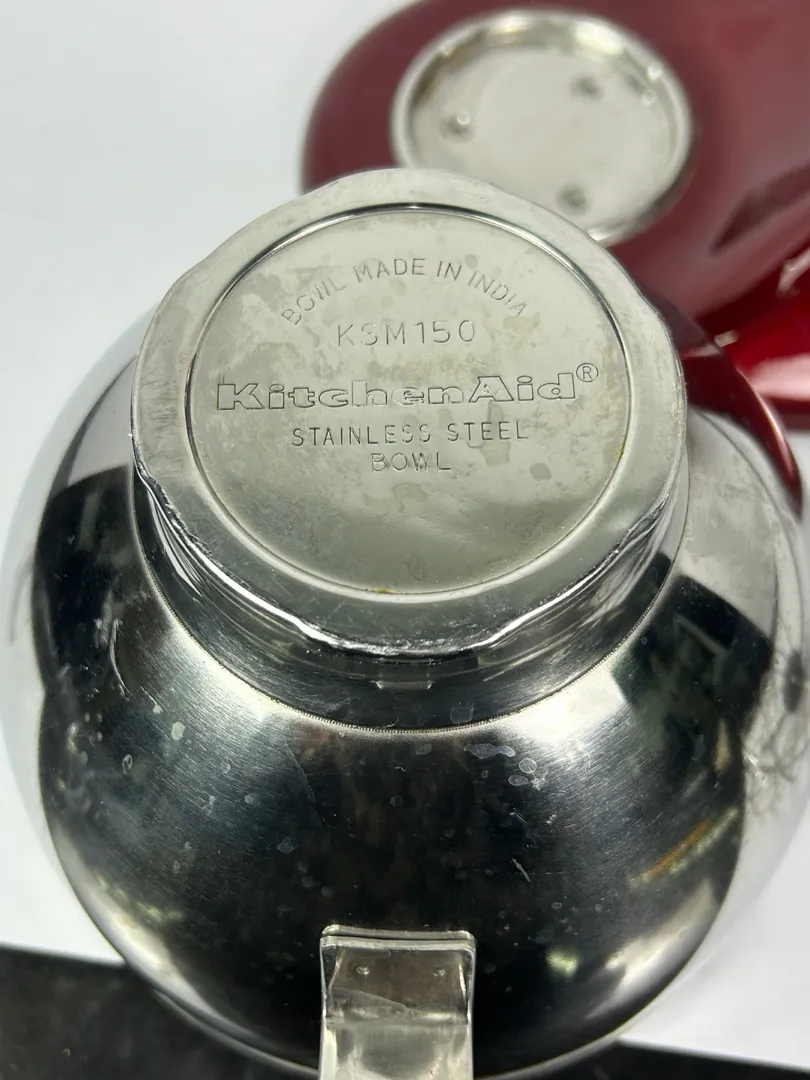 BOWL MADE IN INDIA
KSM150
KitchenAid®
STAINLESS STEEL
BOWL